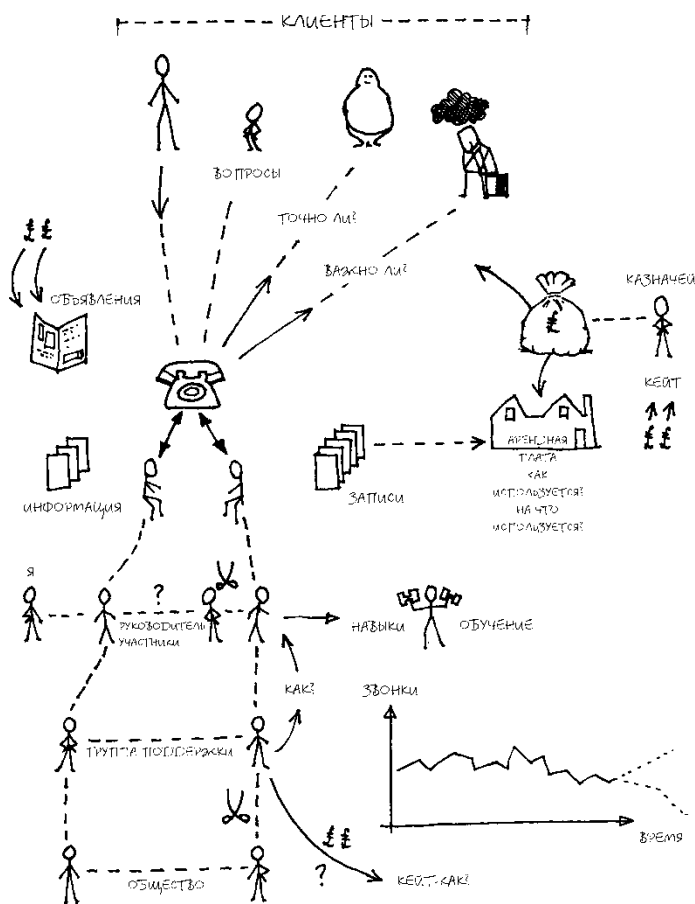 КЛИЕНТЫ
ВОПРОСЫ
ТОЧНО ЛИ?
ВАЖНО ЛИ?
££
ОБЪЯВЛЕНИЯ
КАЗНАЧЕЙ
£
КЕЙТ
££
АРЕНДНАЯ
ПЛАТА
КАК
ИСПОЛЬЗУЕТСЯ?
НА ЧТО
ИСПОЛЬЗУЕТСЯ?
ИНФОРМАЦИЯ
ЗАПИСИ
Я
?
РУКОВОДИТЕЛЬ
УЧАСТНИКИ
НАВЫКИ
ОБУЧЕНИЕ
КАК?
ЗВОНКИ
ГРУППА ПОДДЕРЖКИ
ВРЕМЯ
££
?
ОБЩЕСТВО
КЕЙТ-КАК?